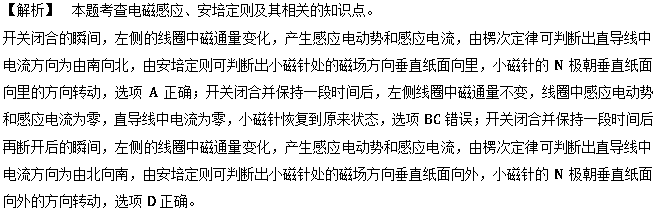 【解析】 本题考查电磁感应、安培定则及其相关的知识点。
开关闭合的瞬间，左侧的线圈中磁通量变化，产生感应电动势和感应电流，由楞次定律可判断出直导线中
电流方向为由南向北，由安培定则可判断出小磁针处的磁场方向垂直纸面向里，小磁针的 N 极朝垂直纸面
向里的方向转动，选项 A 正确；开关闭合并保持一段时间后，左侧线圈中磁通量不变，线圈中感应电动势
和感应电流为零，直导线中电流为零，小磁针恢复到原来状态，选项 BC 错误；开关闭合并保持一段时间后
再断开后的瞬间，左侧的线圈中磁通量变化，产生感应电动势和感应电流，由楞次定律可判断出直导线中
电流方向为由北向南，由安培定则可判断出小磁针处的磁场方向垂直纸面向外，小磁针的 N 极朝垂直纸面
向外的方向转动，选项 D 正确。